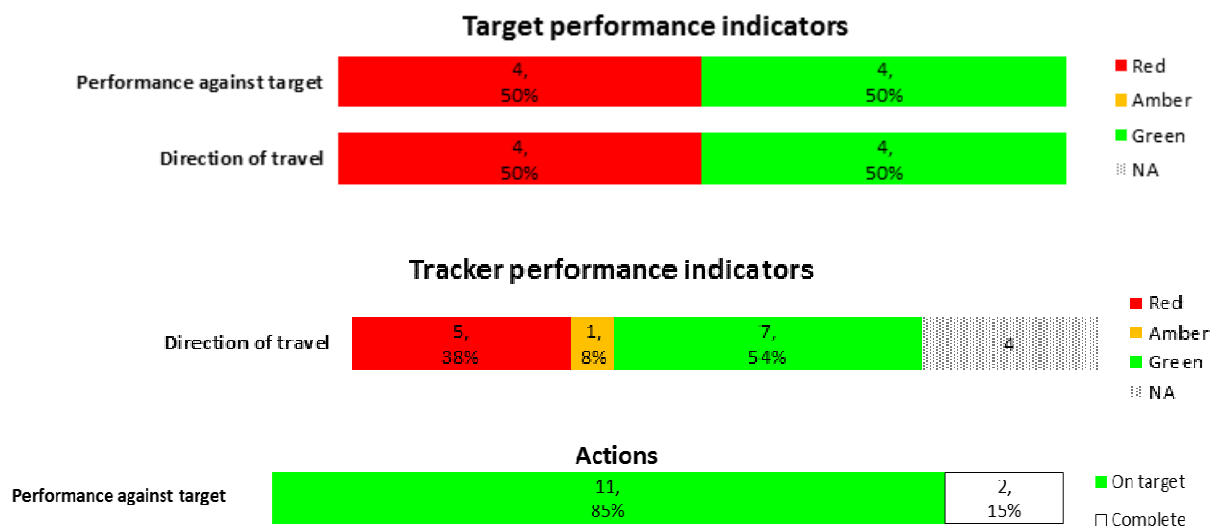 Target performance indicators
Performance against target
4,
50%
4,
50%
Direction of travel
4,
50%
4,
50%
Red
Amber
Green
NA
Tracker performance indicators
Direction of travel
5,
38%
1,
8%
7,
54%
4
Red
Amber
Green
NA
Actions
Performance against target
11,
85%
2,
15%
On target
Complete